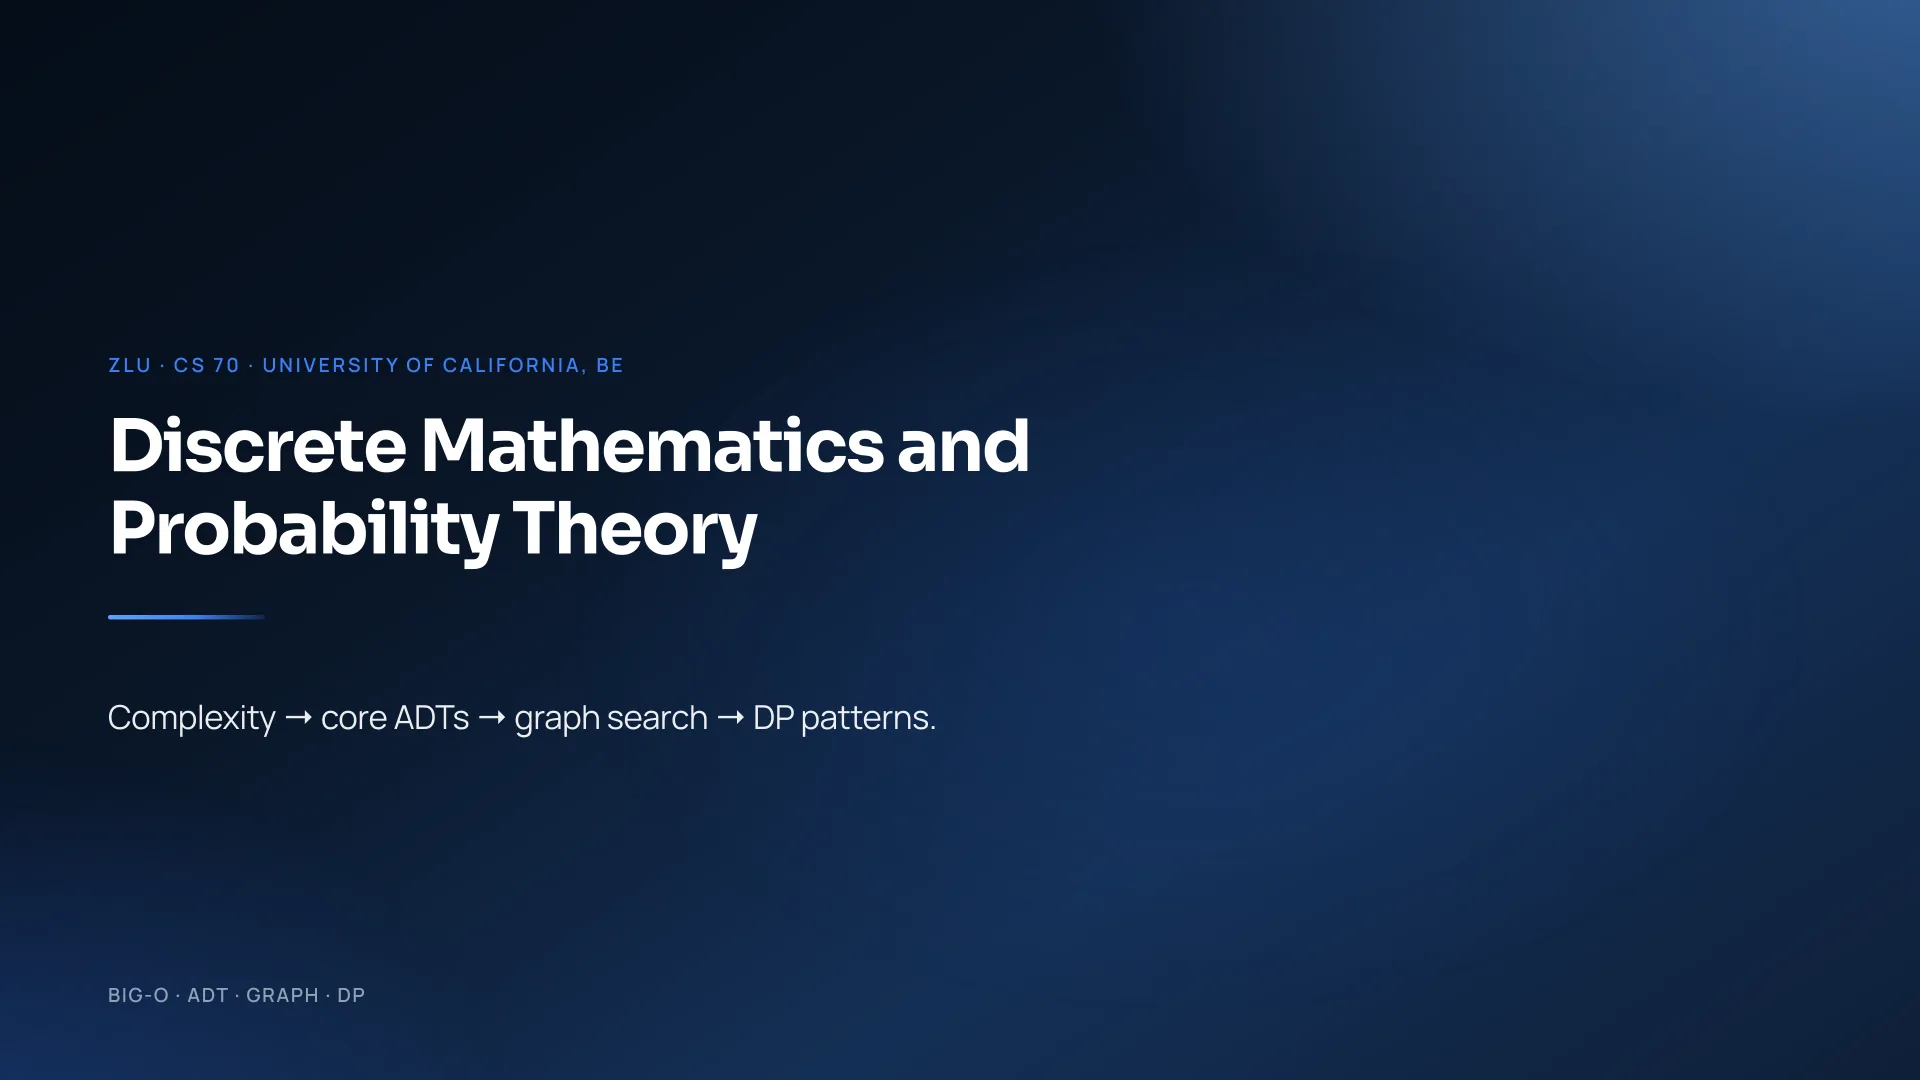 ZLU · CS 70 · UNIVERSITY OF CALIFORNIA, BE
Discrete Mathematics and
Probability Theory
Complexity → core ADTs → graph search → DP patterns.
BIG-O · ADT · GRAPH · DP